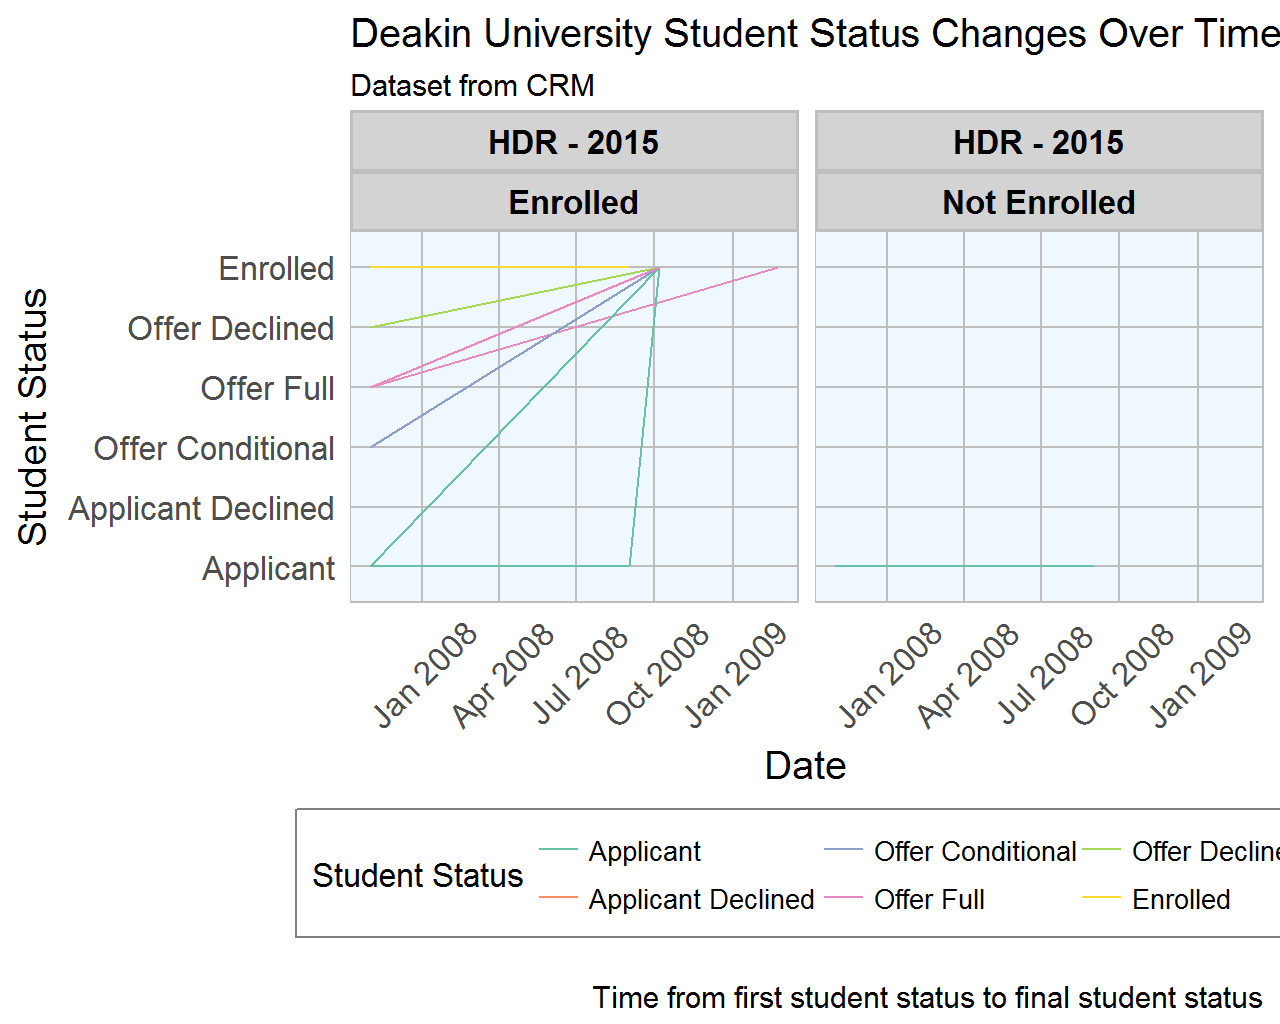 Deakin University Student Status Changes Over Time
Dataset from CRM
HDR - 2015
HDR - 2015
Enrolled
Not Enrolled
Student Status
Enrolled
Offer Declined
Offer Full
Offer Conditional
Applicant Declined
Applicant
Jan 2008
Apr 2008
Jul 2008
Oct 2008
Jan 2009
Jan 2008
Apr 2008
Jul 2008
Oct 2008
Jan 2009
Date
Student Status
Applicant
Offer Conditional
Offer Decline
Applicant Declined
Offer Full
Enrolled
Time from first student status to final student status